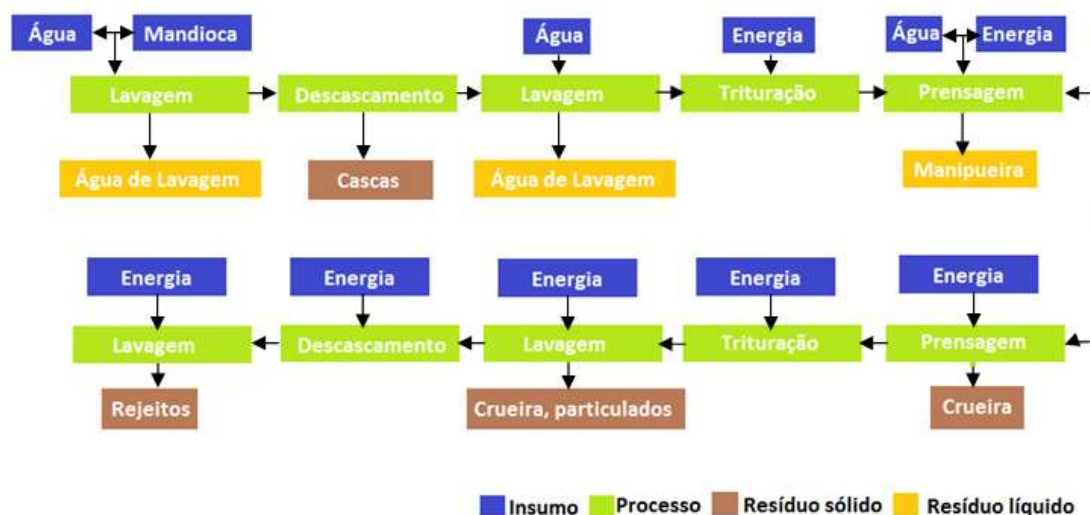 Água Mandioca Água Energia Água Energia
Lavagem Descascamento Lavagem Trituração Prensagem
Água de Lavagem Cascas Água de Lavagem Manipueira
Energia Energia Energia Energia Energia
Lavagem Descascamento Lavagem Trituração Prensagem
Rejeitos Crueira, particulados Crueira
Insumo Processo Resíduo sólido Resíduo líquido